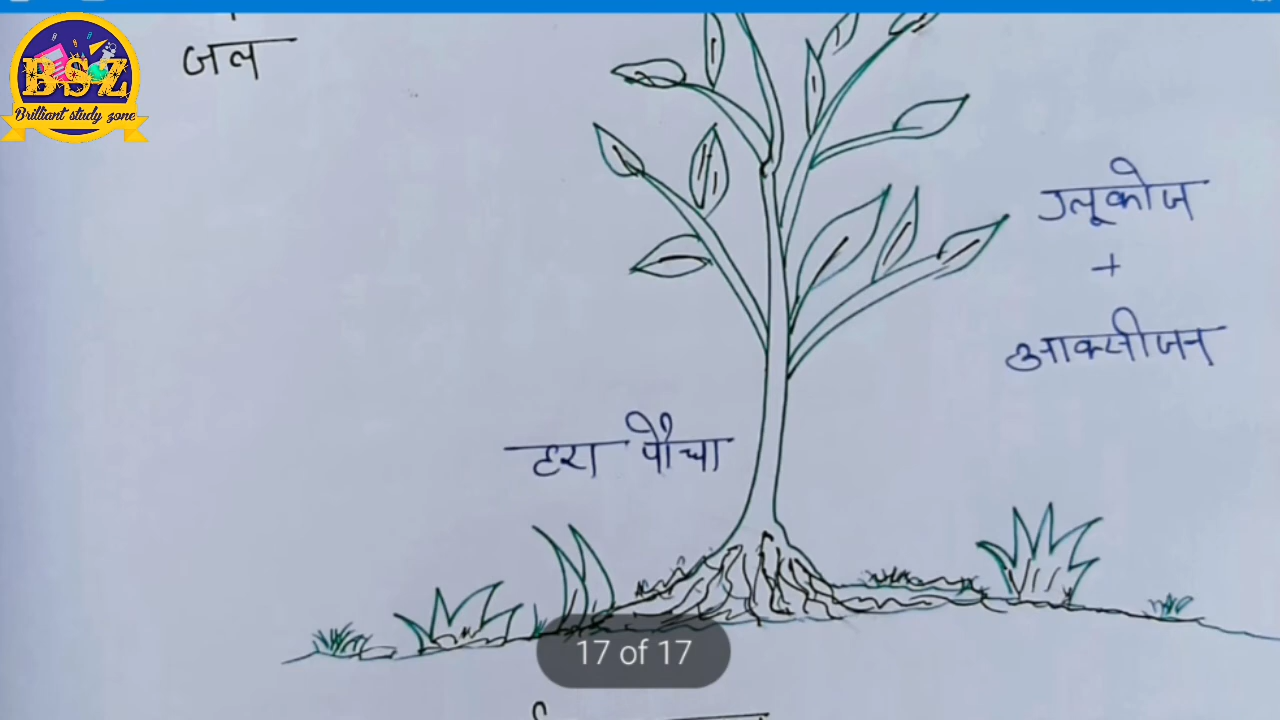 BSZ
Brilliant study zone
जल
ग्लूकोज
+
आक्सीजन
हरा पौधा
17 of 17